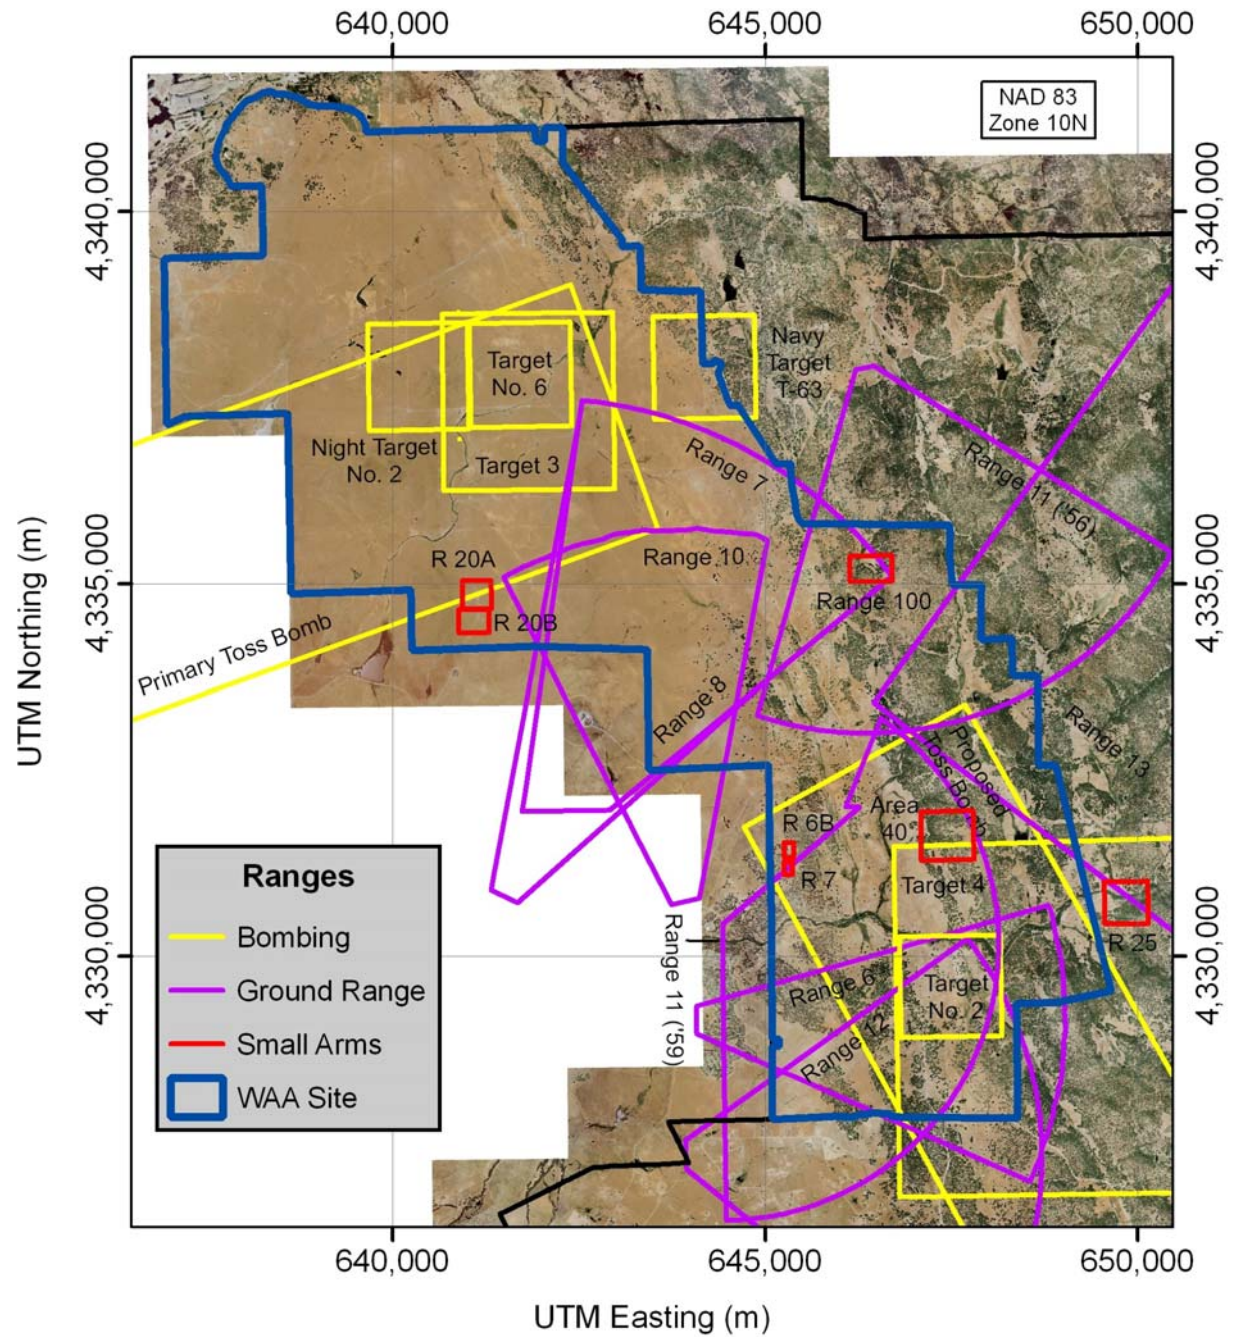 640,000
645,000
650,000
NAD 83
Zone 10N
4,340,000
4,340,000
Navy
Target
T-63
Target
No. 6
Night Target
No. 2
Target 3
Range 7
Range 11 ('56)
R 20A
Range 10
4,335,000
4,335,000
Range 100
R 20B
Primary Toss Bomb
UTM Northing (m)
Range 8
Proposed
Toss Bomb
Range 13
Area
40
R 6B
R 7
Target 4
Ranges
Bombing
Ground Range
Small Arms
WAA Site
Range 11 ('59)
R 25
4,330,000
4,330,000
Range 6
Target
No. 2
Range 12
640,000
645,000
650,000
UTM Easting (m)